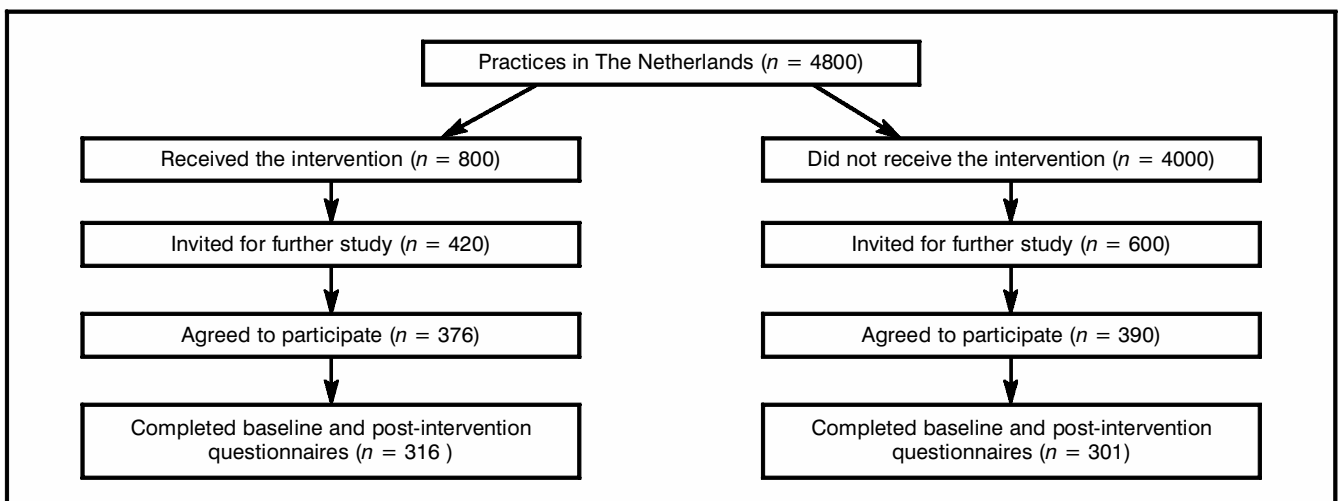 Practices in The Netherlands (n = 4800)
Received the intervention (n = 800)
Did not receive the intervention (n = 4000)
Invited for further study (n = 420)
Invited for further study (n = 600)
Agreed to participate (n = 376)
Agreed to participate (n = 390)
Completed baseline and post-intervention
questionnaires (n = 316 )
Completed baseline and post-intervention
questionnaires (n = 301)